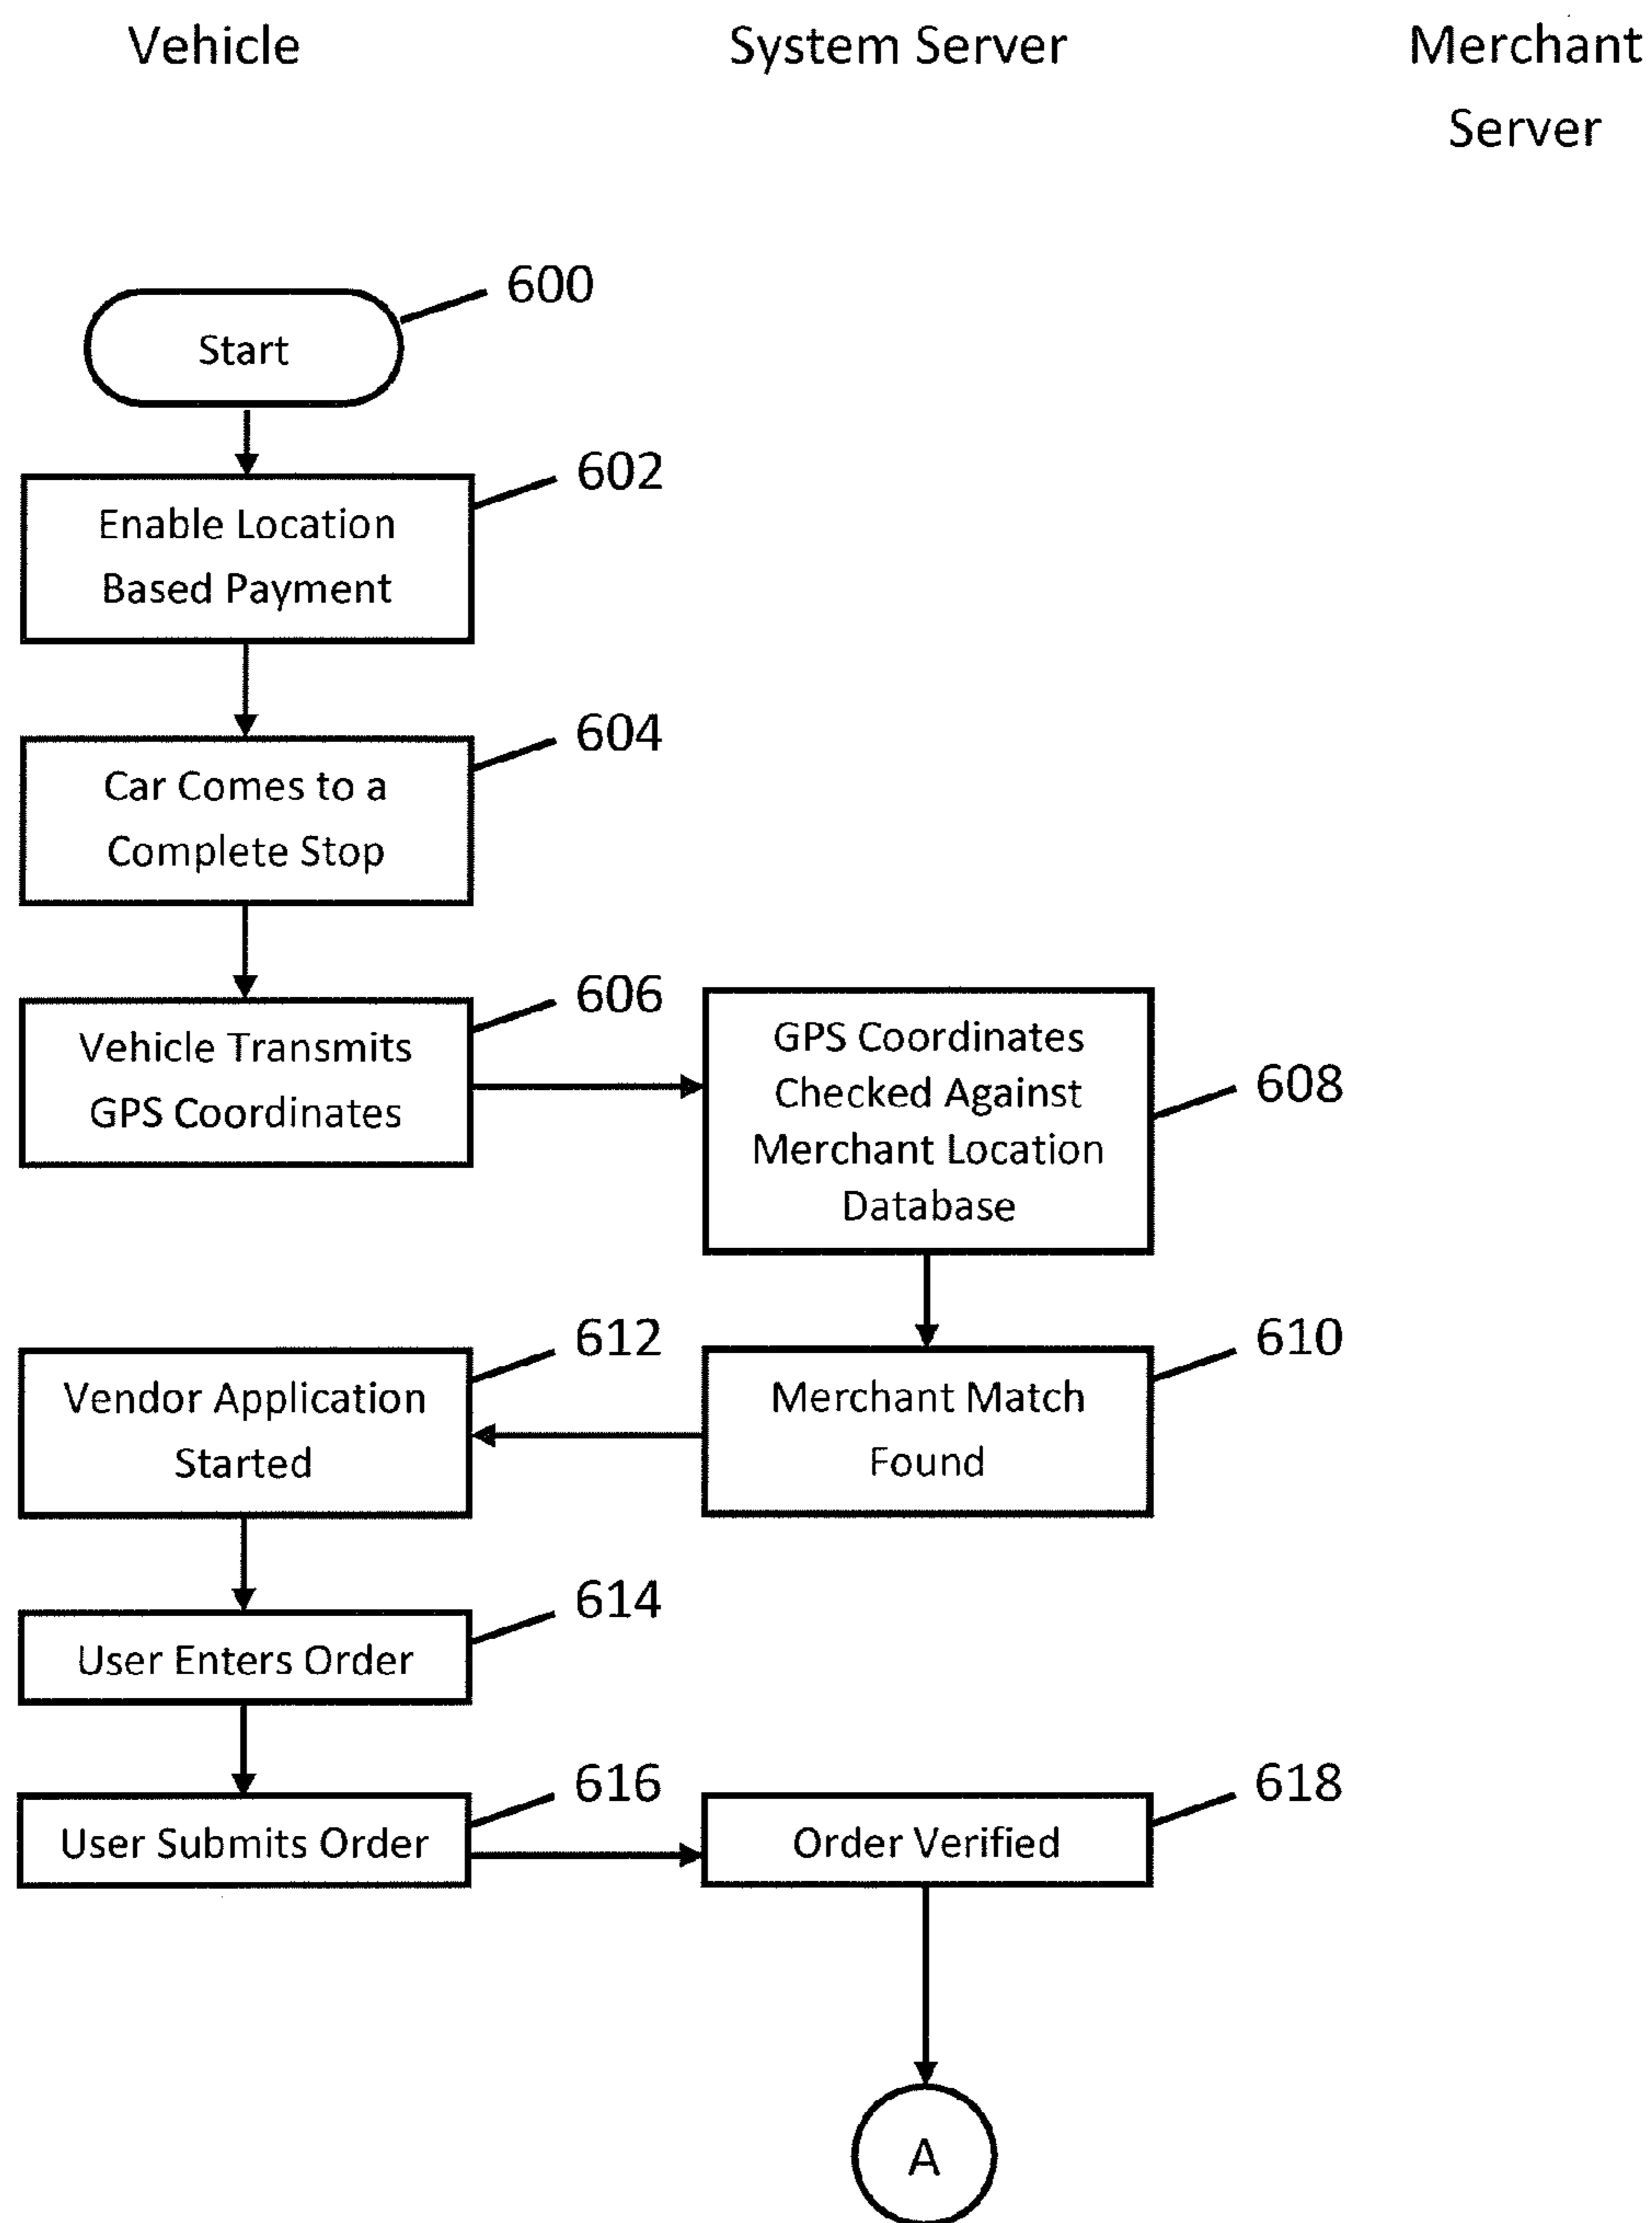 Vehicle
System Server
Merchant
Server
600
Start
602
Enable Location
Based Payment
604
Car Comes to a
Complete Stop
606
Vehicle Transmits
GPS Coordinates
GPS Coordinates
Checked Against
Merchant Location
Database
608
612
Vendor Application
Started
610
Merchant Match
Found
614
User Enters Order
616
User Submits Order
618
Order Verified
A